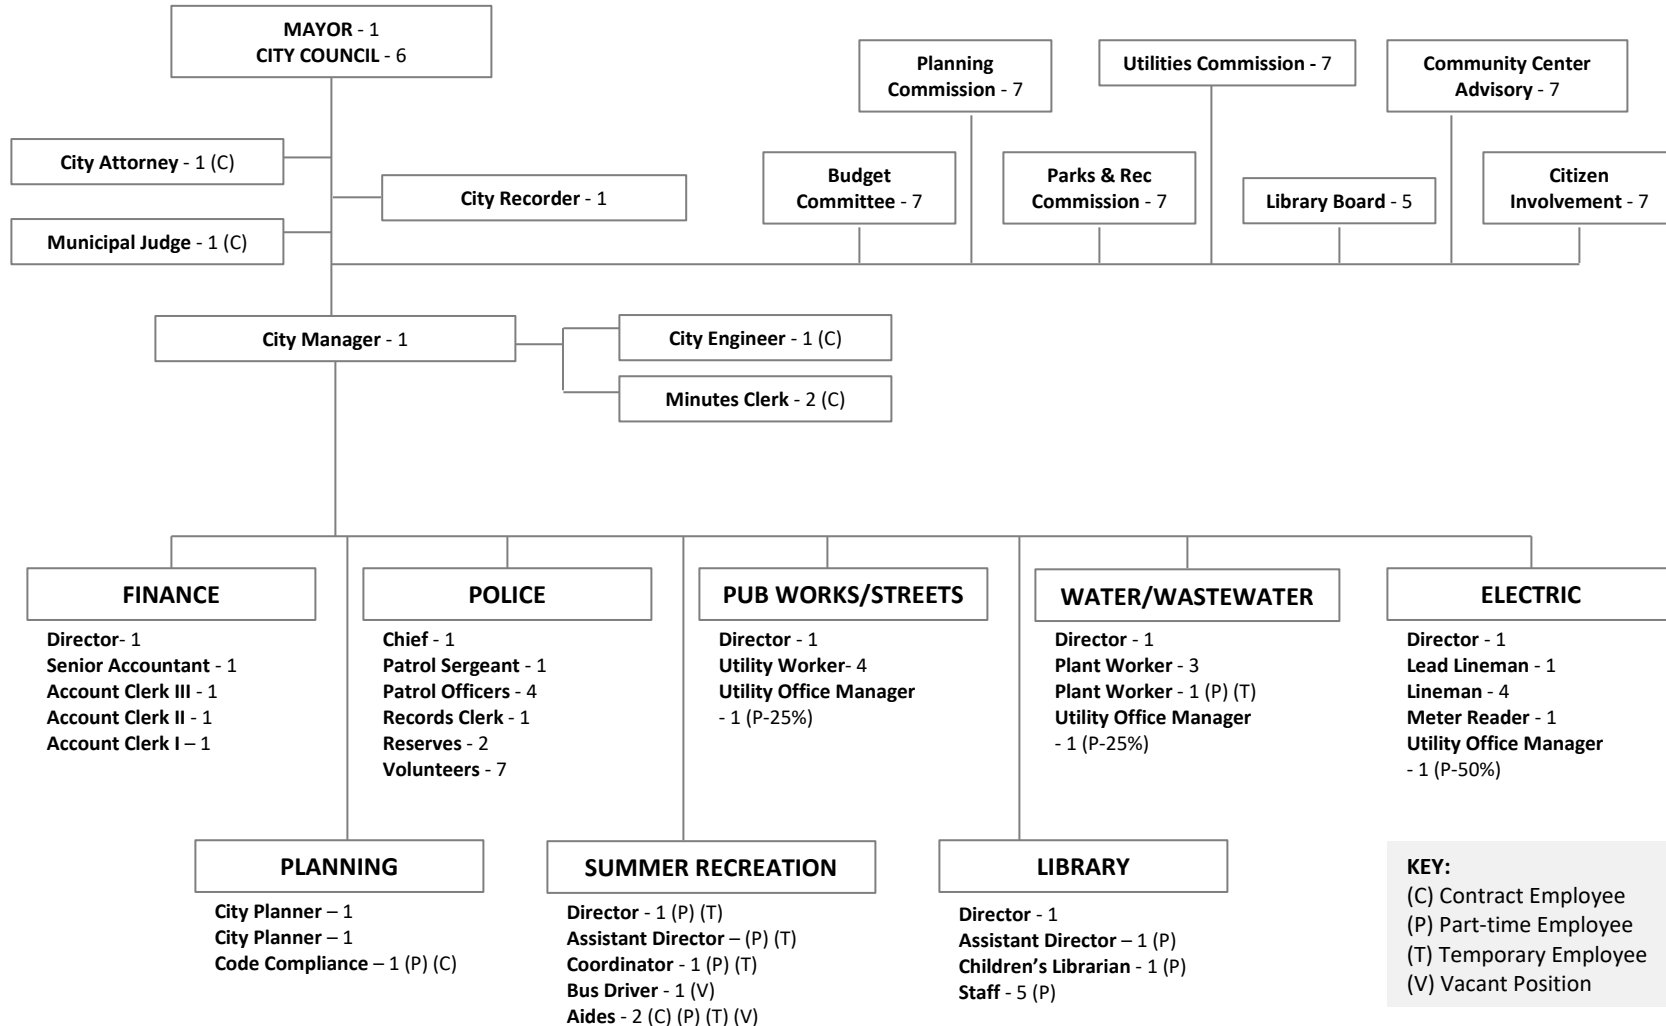 MAYOR - 1
CITY COUNCIL - 6
Planning
Commission - 7
Utilities Commission - 7
Community Center
Advisory - 7
City Attorney - 1 (C)
City Recorder - 1
Municipal Judge - 1 (C)
Budget
Committee - 7
Parks & Rec
Commission - 7
Library Board - 5
Citizen
Involvement - 7
City Manager - 1
City Engineer - 1 (C)
Minutes Clerk - 2 (C)
FINANCE
Director- 1
Senior Accountant - 1
Account Clerk III - 1
Account Clerk II - 1
Account Clerk I – 1
POLICE
Chief - 1
Patrol Sergeant - 1
Patrol Officers - 4
Records Clerk - 1
Reserves - 2
Volunteers - 7
PUB WORKS/STREETS
Director - 1
Utility Worker- 4
Utility Office Manager
- 1 (P-25%)
WATER/WASTEWATER
Director - 1
Plant Worker - 3
Plant Worker - 1 (P) (T)
Utility Office Manager
- 1 (P-25%)
ELECTRIC
Director - 1
Lead Lineman - 1
Lineman - 4
Meter Reader - 1
Utility Office Manager
- 1 (P-50%)
PLANNING
City Planner – 1
City Planner – 1
Code Compliance – 1 (P) (C)
SUMMER RECREATION
Director - 1 (P) (T)
Assistant Director – (P) (T)
Coordinator - 1 (P) (T)
Bus Driver - 1 (V)
Aides - 2 (C) (P) (T) (V)
LIBRARY
Director - 1
Assistant Director – 1 (P)
Children’s Librarian - 1 (P)
Staff - 5 (P)
KEY:
(C) Contract Employee
(P) Part-time Employee
(T) Temporary Employee
(V) Vacant Position